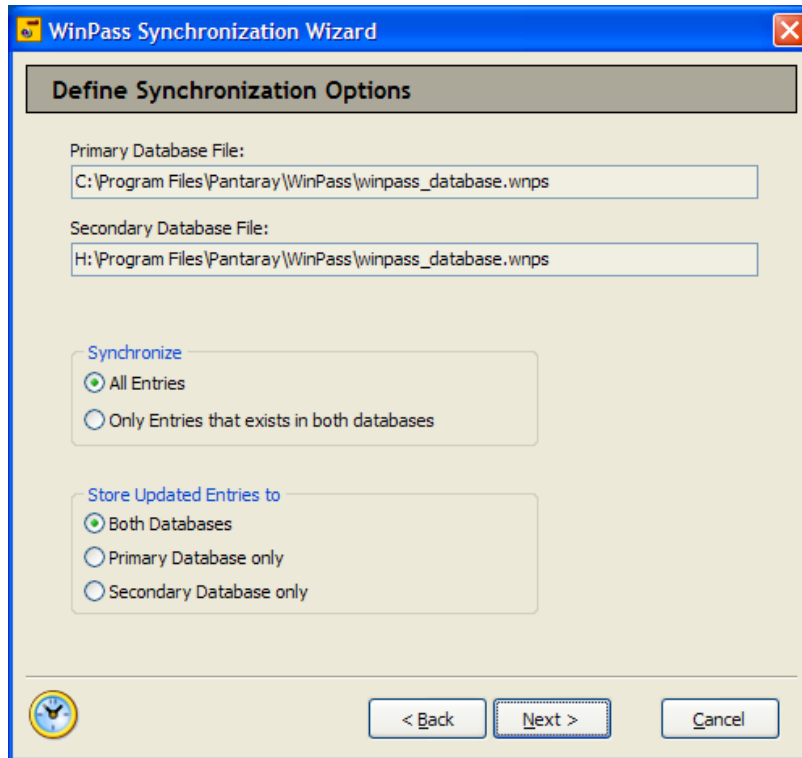 WinPass Synchronization Wizard
Define Synchronization Options
Primary Database File:
C:\Program Files\Pantaray\WinPass\winpass_database.wnps
Secondary Database File:
H:\Program Files\Pantaray\WinPass\winpass_database.wnps
Synchronize
All Entries
Only Entries that exists in both databases
Store Updated Entries to
Both Databases
Primary Database only
Secondary Database only
< Back Next > Cancel